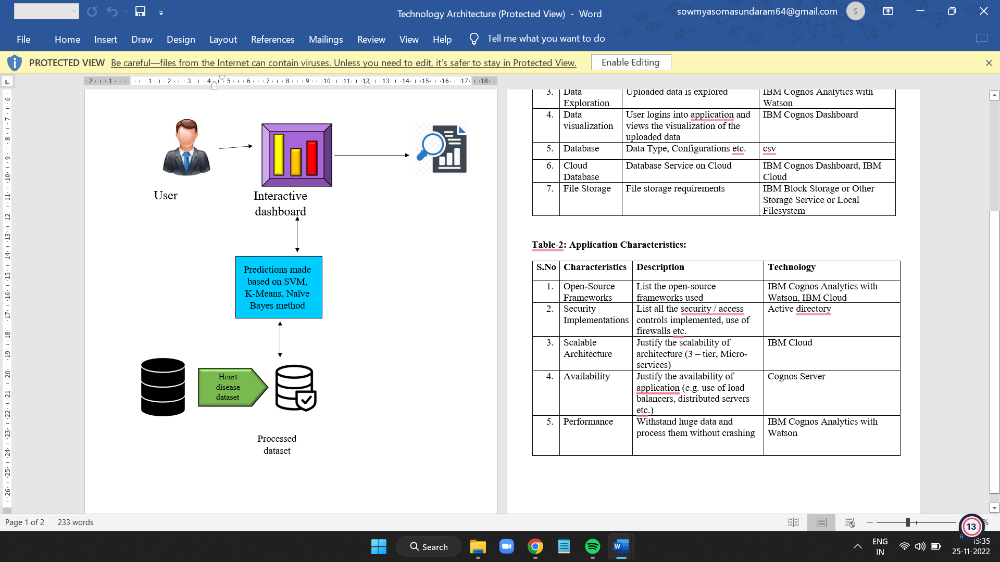 Technology Architecture (Protected View) - Word
sowmyasomasundaram64@gmail.com
S
File Home Insert Draw Design Layout References Mailings Review View Help Tell me what you want to do
PROTECTED VIEW Be careful—files from the Internet can contain viruses. Unless you need to edit, it's safer to stay in Protected View. Enable Editing
User
Interactive
dashboard
Predictions made
based on SVM,
K-Means, Naïve
Bayes method
Heart
disease
dataset
Processed
dataset
3. Data Uploaded data is explored IBM Cognos Analytics with
Exploration Watson
4. Data User logins into application and IBM Cognos Dashboard
visualization views the visualization of the
uploaded data
5. Database Data Type, Configurations etc. csv
6. Cloud Database Service on Cloud IBM Cognos Dashboard, IBM
Database Cloud
7. File Storage File storage requirements IBM Block Storage or Other
Storage Service or Local
Filesystem
Table-2: Application Characteristics:
S.No Characteristics Description Technology
1. Open-Source List the open-source IBM Cognos Analytics with
Frameworks frameworks used Watson, IBM Cloud
2. Security List all the security / access Active directory
Implementations controls implemented, use of
firewalls etc.
3. Scalable Justify the scalability of IBM Cloud
Architecture architecture (3 – tier, Micro-
services)
4. Availability Justify the availability of Cognos Server
application (e.g. use of load
balancers, distributed servers
etc.)
5. Performance Withstand huge data and IBM Cognos Analytics with
process them without crashing Watson
Page 1 of 2 233 words
%
13
Search
ENG
IN
15:35
25-11-2022